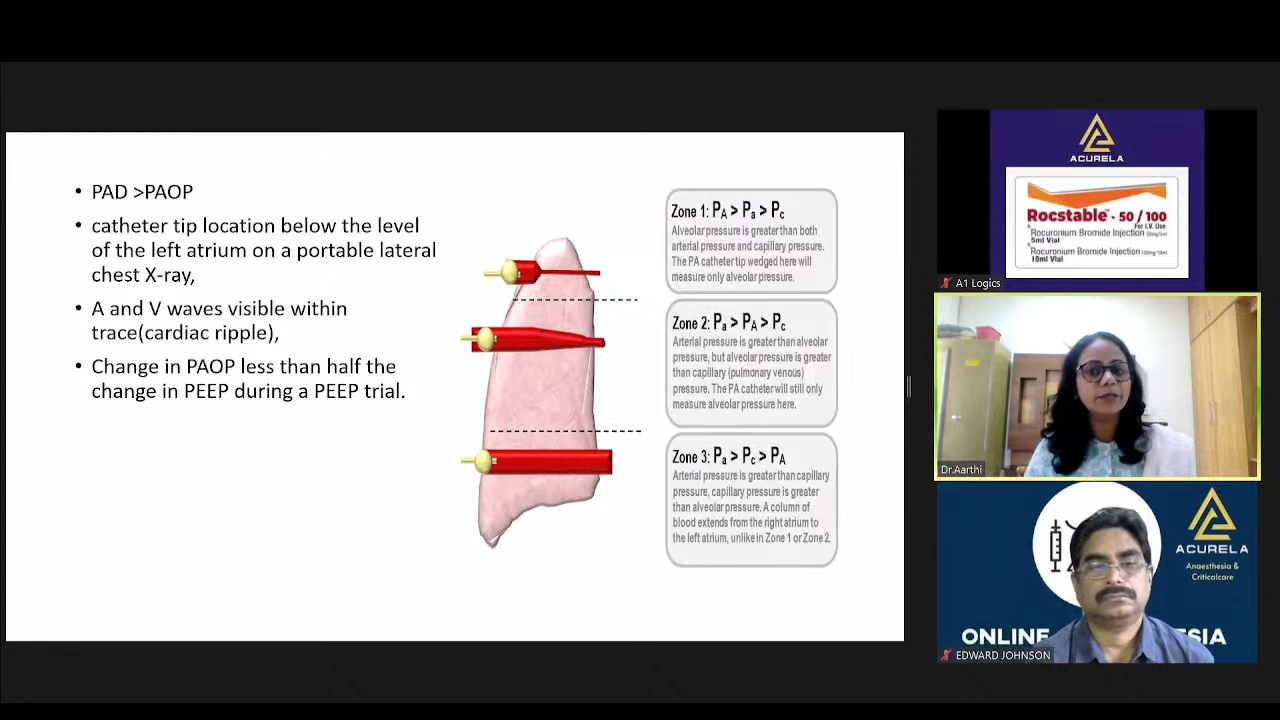 • PAD >PAOP
• catheter tip location below the level
of the left atrium on a portable lateral
chest X-ray,
• A and V waves visible within
trace(cardiac ripple),
• Change in PAOP less than half the
change in PEEP during a PEEP trial.
Zone 1: PA > Pa > Pc
Alveolar pressure is greater than both
arterial pressure and capillary pressure.
The PA catheter tip wedged here will
measure only alveolar pressure.
Zone 2: Pa > PA > Pc
Arterial pressure is greater than alveolar
pressure, but alveolar pressure is greater
than capillary (pulmonary venous)
pressure. The PA catheter will still only
measure alveolar pressure here.
Zone 3: Pa > Pc > PA
Arterial pressure is greater than capillary
pressure, capillary pressure is greater
than alveolar pressure. A column of
blood extends from the right atrium to
the left atrium, unlike in Zone 1 or Zone 2.
ACURELA
Rocstable™ - 50 / 100
For I.V. Use
Rocuronium Bromide Injection 50mg/5ml
5ml Vial
Rocuronium Bromide Injection 100mg/10ml
10ml Vial
A1 Logics
Dr.Aarthi
ACURELA
Anaesthesia &
Criticalcare
ONLINE
SIA
EDWARD JOHNSON